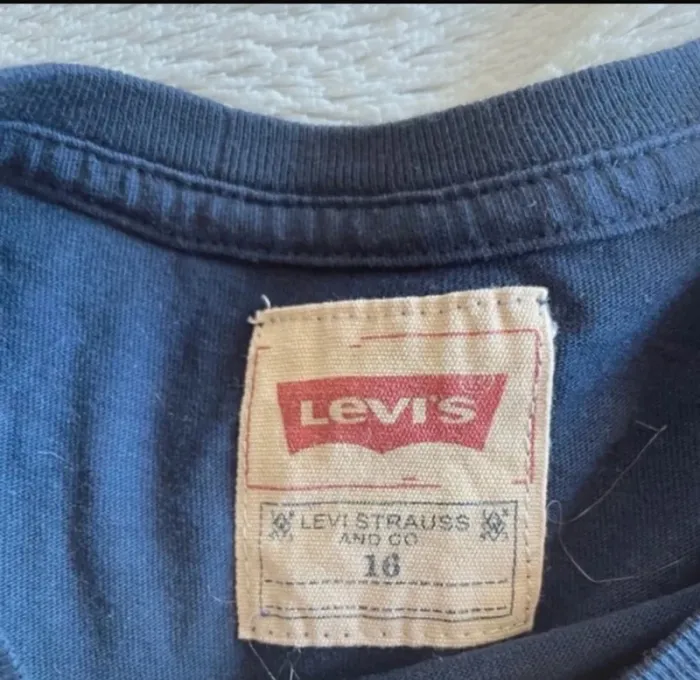 LEVI'S
LEVI STRAUSS
AND CO
16